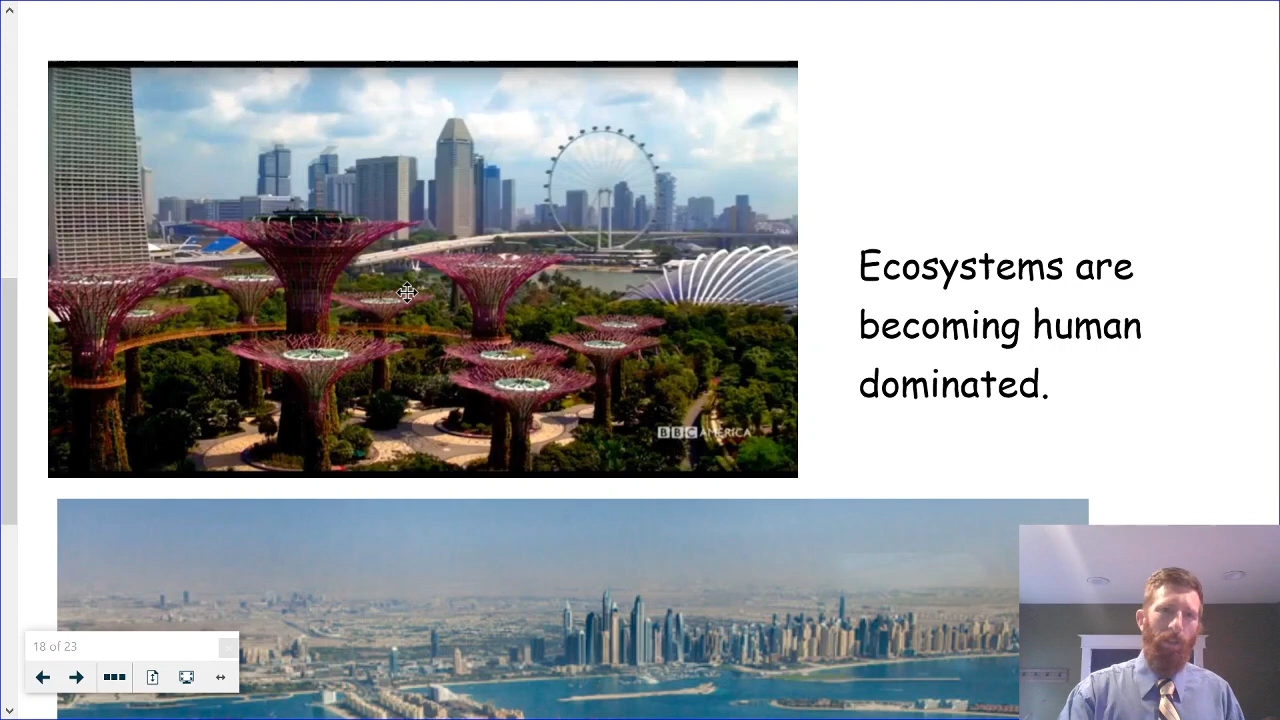 Ecosystems are
becoming human
dominated.
BBC AMERICA
18 of 23